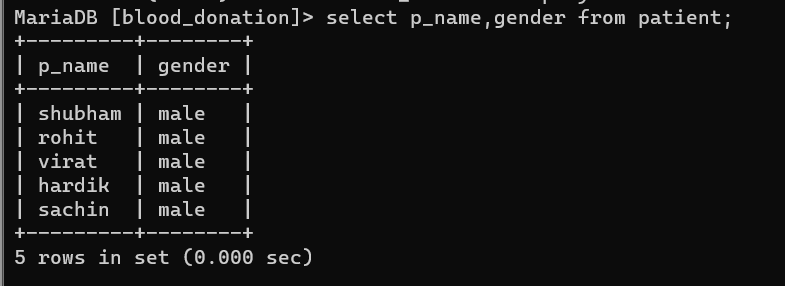 MariaDB [blood_donation]> select p_name,gender from patient;
+---------+--------+
| p_name  | gender |
+---------+--------+
| shubham | male   |
| rohit   | male   |
| virat   | male   |
| hardik  | male   |
| sachin  | male   |
+---------+--------+
5 rows in set (0.000 sec)